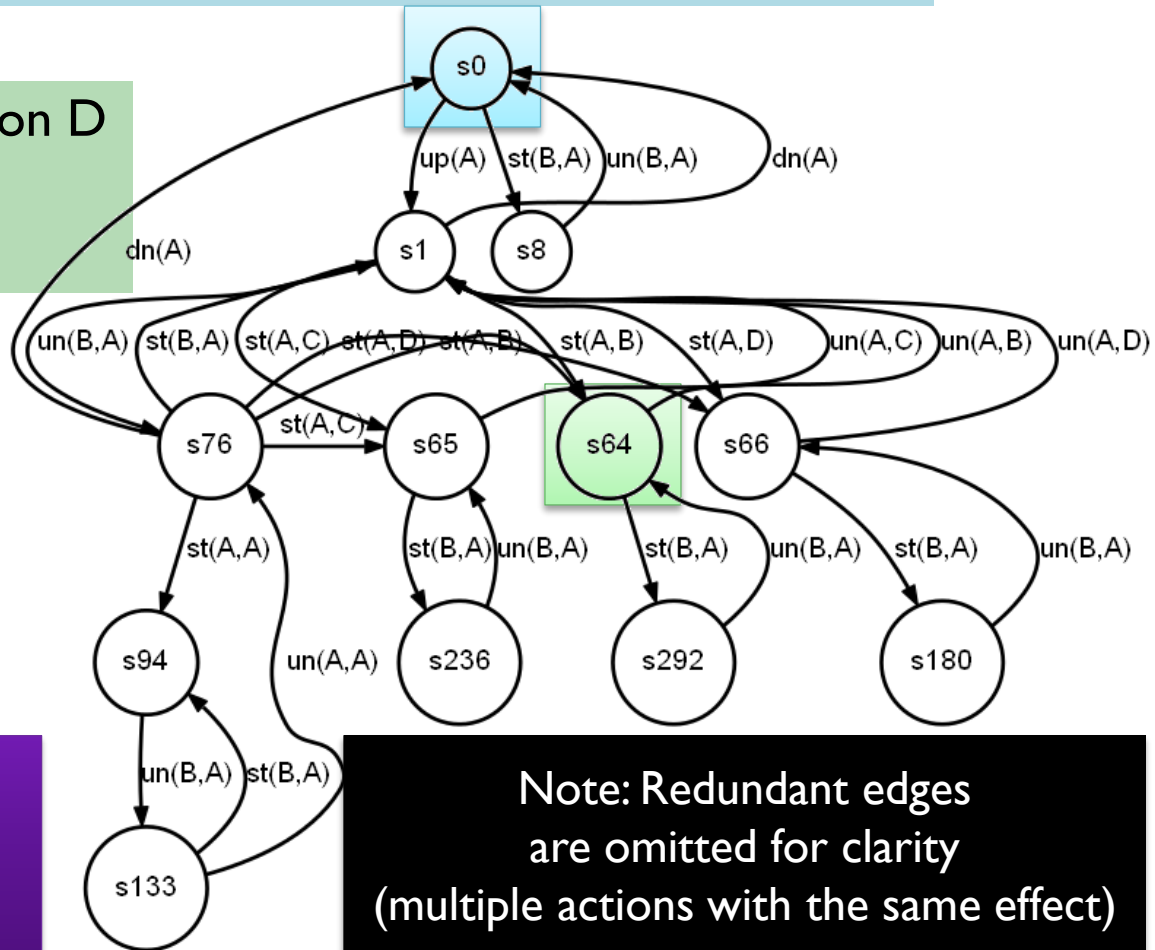 s0
on D
up(A)
st(B,A)
un(B,A)
dn(A)
dn(A)
s1
s8
un(B,A)
st(B,A)
st(A,C)
st(A,D)
st(A,B)
st(A,B)
st(A,D)
un(A,C)
un(A,B)
un(A,D)
st(A,C)
s76
s65
s64
s66
st(A,A)
st(B,A)
un(B,A)
st(B,A)
un(B,A)
st(B,A)
un(B,A)
s94
un(A,A)
s236
s292
s180
un(B,A)
st(B,A)
s133
Note: Redundant edges
are omitted for clarity
(multiple actions with the same effect)